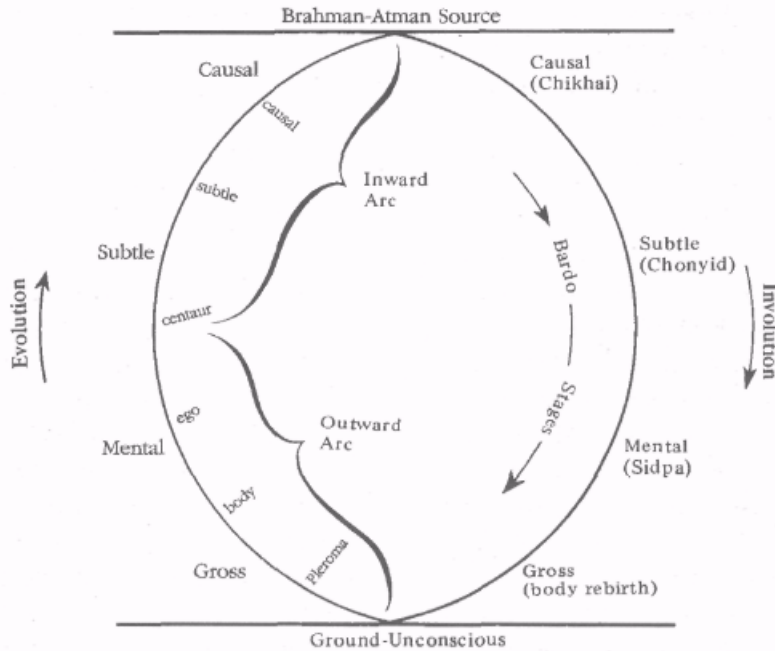 Brahman-Atman Source
Causal
Causal
(Chikhai)
causal
subtle
Inward
Arc
Subtle
Subtle
(Chonyid)
Bardo
Evolution
Involution
centaur
Stages
ego
Outward
Arc
Mental
Mental
(Sidpa)
body
Pleroma
Gross
Gross
(body rebirth)
Ground-Unconscious